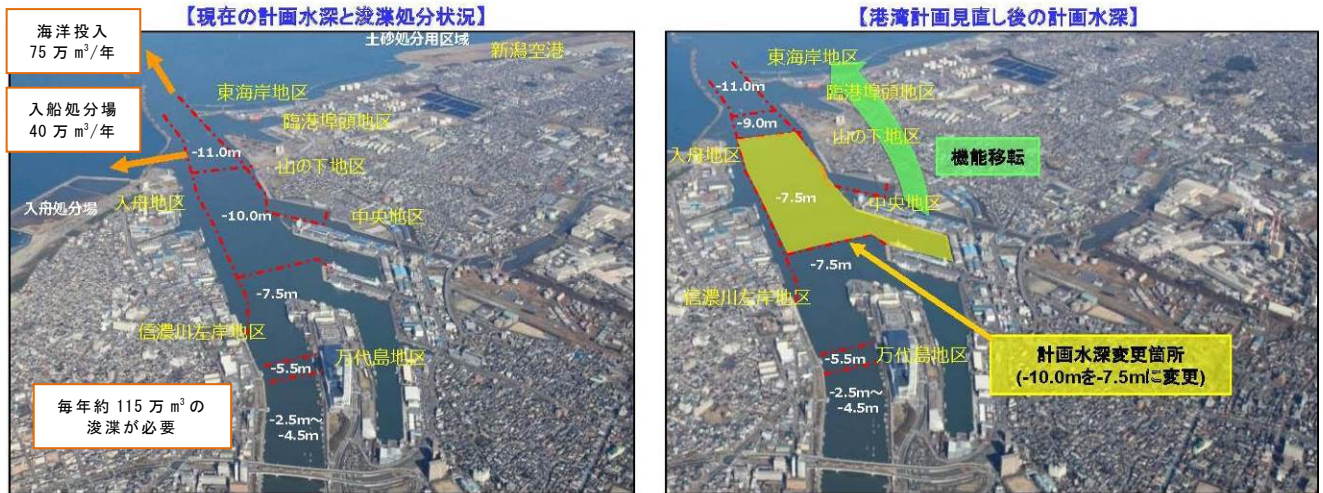 【現在の計画水深と浚渫処分状況】
海洋投入
75万m³/年
入船処分場
40万m³/年
土砂処分用区域
新潟空港
東海岸地区
臨港埠頭地区
-11.0m
山の下地区
入舟処分場
入舟地区
-10.0m
中央地区
-7.5m
信濃川左岸地区
万代島地区
-5.5m
毎年約115万m³の
浚渫が必要
-2.5m～
-4.5m
【港湾計画見直し後の計画水深】
東海岸地区
-11.0m
臨港埠頭地区
-9.0m
山の下地区
入舟地区
機能移転
-7.5m
中央地区
-7.5m
信濃川左岸地区
万代島地区
-5.5m
計画水深変更箇所
(-10.0mを-7.5mに変更)
-2.5m～
-4.5m